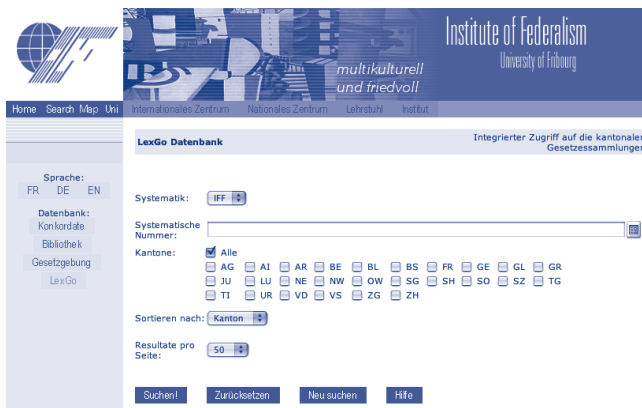 Institute of Federalism
University of Fribourg
multikulturell
und friedvoll
Home Search Map Uni
Internationales Zentrum Nationales Zentrum Lehrstuhl Institut
LexGo Datenbank
Integrierter Zugriff auf die kantonalen
Gesetzessammlungen
Sprache:
FR DE EN
Datenbank:
Konkordate
Bibliothek
Gesetzgebung
LexGo
Systematik: IFF
Systematische
Nummer:
Kantone: Alle
AG AI AR BE BL BS FR GE GL GR
JU LU NE NW OW SG SH SO SZ TG
TI UR VD VS ZG ZH
Sortieren nach: Kanton
Resultate pro
Seite: 50
Suchen! Zurücksetzen Neu suchen Hilfe